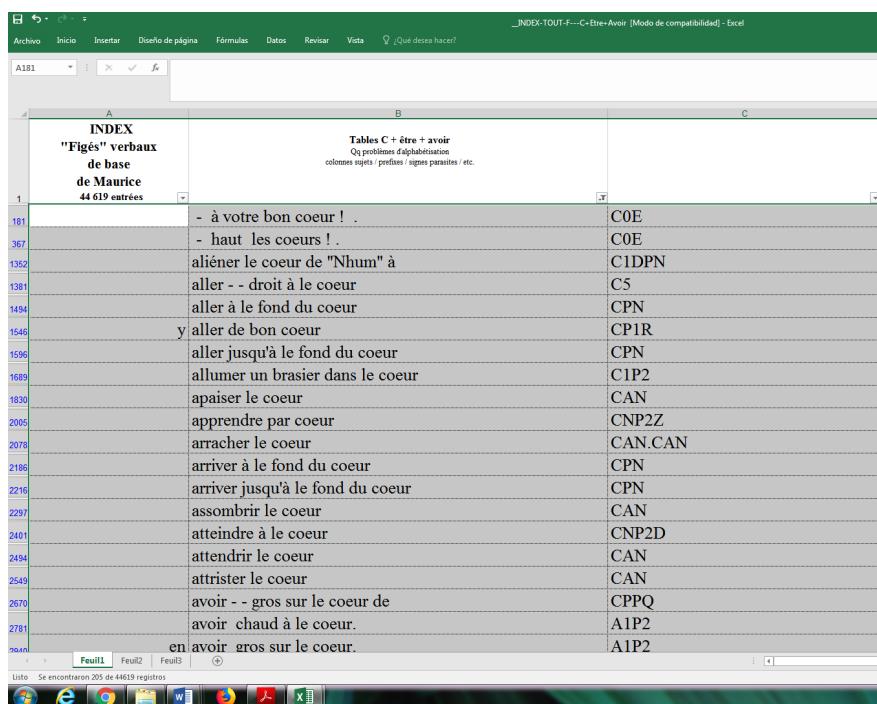 _INDEX-TOUT-F---C+Etre+Avoir [Modo de compatibilidad] - Excel
Archivo Inicio Insertar Diseño de página Fórmulas Datos Revisar Vista ¿Qué desea hacer?
A181 fx
A B C
INDEX
"Figés" verbaux
de base
de Maurice
44 619 entrées
Tables C + être + avoir
Qq problèmes d'alphabétisation
colonnes sujets / prefixes / signes parasites / etc.
1
181 - à votre bon coeur ! . C0E
367 - haut les coeurs ! . C0E
1352 aliéner le coeur de "Nhum" à C1DPN
1381 aller - - droit à le coeur C5
1494 aller à le fond du coeur CPN
1546 y aller de bon coeur CP1R
1596 aller jusqu'à le fond du coeur CPN
1689 allumer un brasier dans le coeur C1P2
1830 apaiser le coeur CAN
2005 apprendre par coeur CNP2Z
2078 arracher le coeur CAN.CAN
2186 arriver à le fond du coeur CPN
2216 arriver jusqu'à le fond du coeur CPN
2297 assombrir le coeur CAN
2401 atteindre à le coeur CNP2D
2494 attendrir le coeur CAN
2549 attrister le coeur CAN
2670 avoir - - gros sur le coeur de CPPQ
2781 avoir chaud à le coeur. A1P2
2940 en avoir gros sur le coeur. A1P2
Feuil1 Feuil2 Feuil3
Listo Se encontraron 205 de 44619 registros